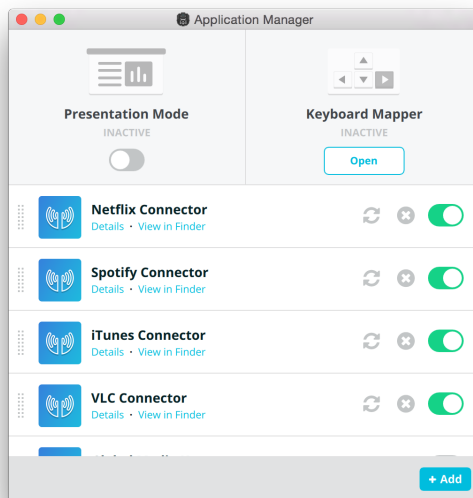 Application Manager
Presentation Mode
INACTIVE
Keyboard Mapper
INACTIVE
Open
Netflix Connector
Details • View in Finder
Spotify Connector
Details • View in Finder
iTunes Connector
Details • View in Finder
VLC Connector
Details • View in Finder
+ Add